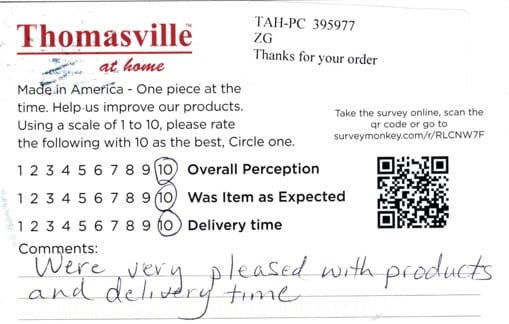 Thomasville
at home
TAH-PC 395977
ZG
Thanks for your order
Made in America - One piece at the
time. Help us improve our products.
Using a scale of 1 to 10, please rate
the following with 10 as the best, Circle one.
Take the survey online, scan the
qr code or go to
surveymonkey.com/r/RLCNW7F
1 2 3 4 5 6 7 8 9 10 Overall Perception
1 2 3 4 5 6 7 8 9 10 Was Item as Expected
1 2 3 4 5 6 7 8 9 10 Delivery time
Comments:
Were very pleased with products
and delivery time